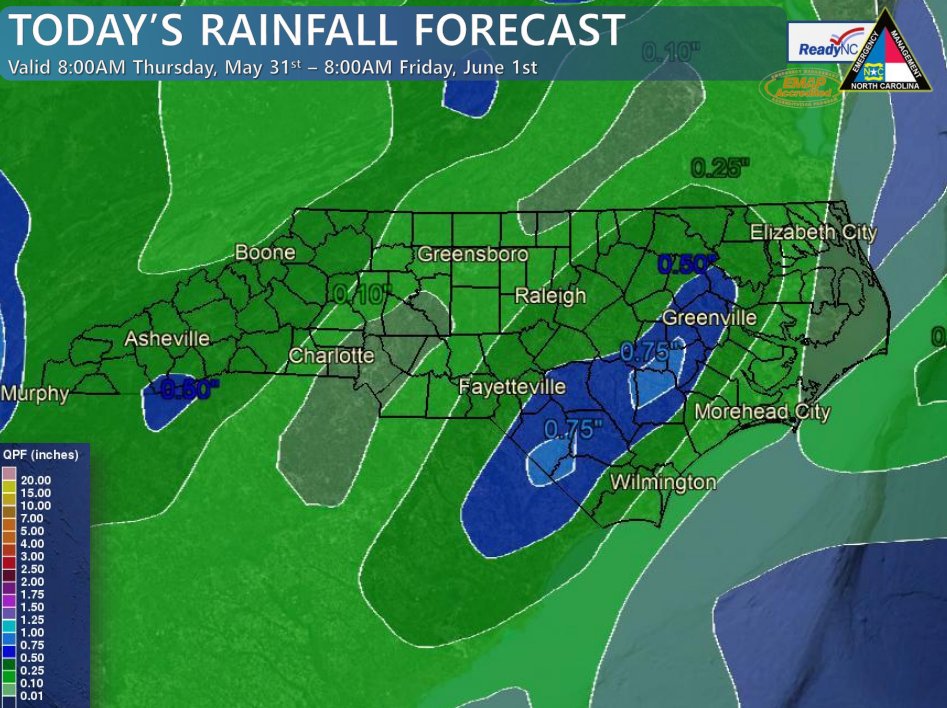 TODAY'S RAINFALL FORECAST
Valid 8:00AM Thursday, May 31st – 8:00AM Friday, June 1st
ReadyNC
EMERGENCY MANAGEMENT
NC
NORTH CAROLINA
EMAP
Accredited
0.10"
0.25"
Elizabeth City
Boone
Greensboro
0.50"
0.10"
Raleigh
Greenville
Asheville
Charlotte
0.75"
Murphy
0.50"
Fayetteville
Morehead City
0.75"
Wilmington
QPF (inches)
20.00
15.00
10.00
7.00
5.00
4.00
3.00
2.50
2.00
1.75
1.50
1.25
1.00
0.75
0.50
0.25
0.10
0.01